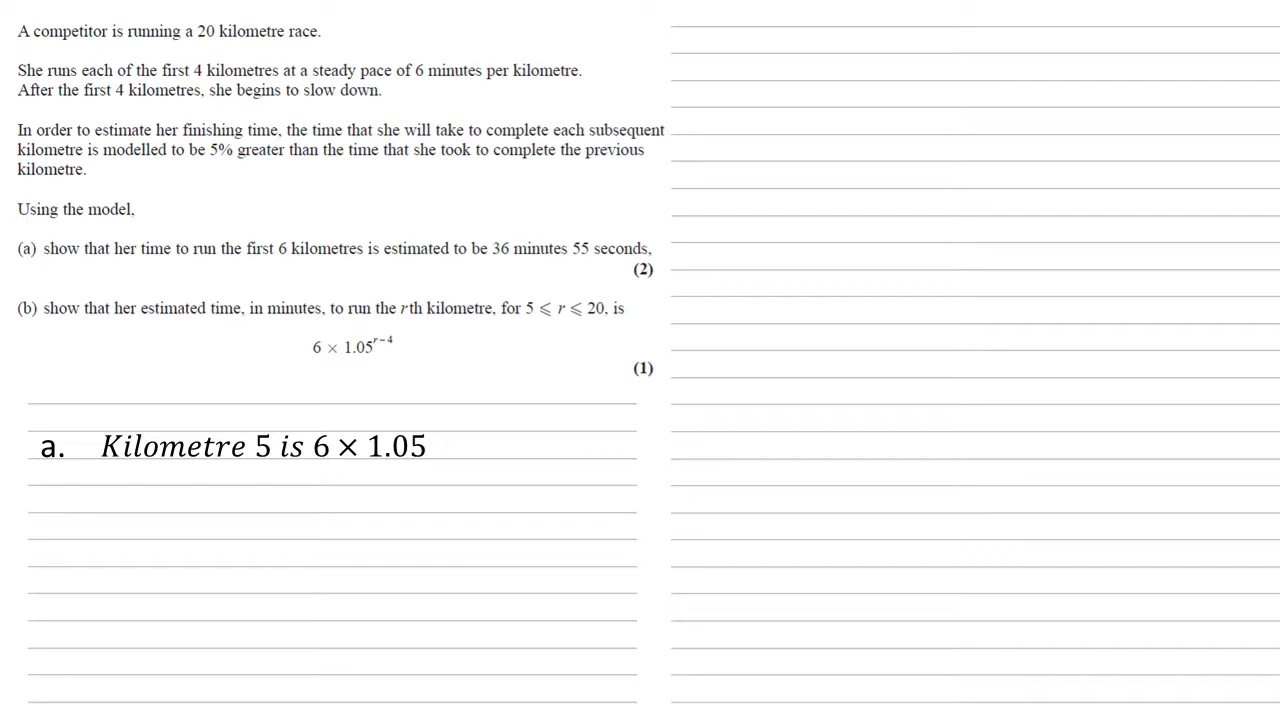 A competitor is running a 20 kilometre race.
She runs each of the first 4 kilometres at a steady pace of 6 minutes per kilometre.
After the first 4 kilometres, she begins to slow down.
In order to estimate her finishing time, the time that she will take to complete each subsequent
kilometre is modelled to be 5% greater than the time that she took to complete the previous
kilometre.
Using the model,
(a) show that her time to run the first 6 kilometres is estimated to be 36 minutes 55 seconds,
(2)
(b) show that her estimated time, in minutes, to run the rth kilometre, for 5 ⩽ r ⩽ 20, is
6 × 1.05^{r−4}
(1)
a. Kilometre 5 is 6 × 1.05